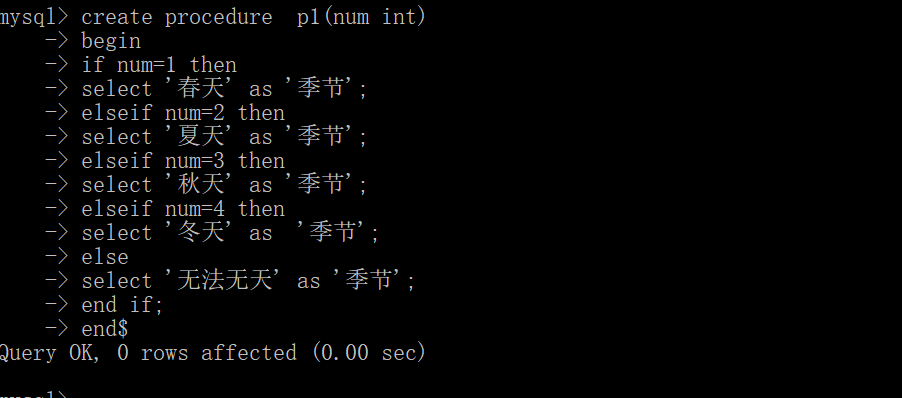 mysql> create procedure  p1(num int)
    -> begin
    -> if num=1 then
    -> select '春天' as '季节';
    -> elseif num=2 then
    -> select '夏天' as '季节';
    -> elseif num=3 then
    -> select '秋天' as '季节';
    -> elseif num=4 then
    -> select '冬天' as  '季节';
    -> else
    -> select '无法无天' as '季节';
    -> end if;
    -> end$
Query OK, 0 rows affected (0.00 sec)
mysql>